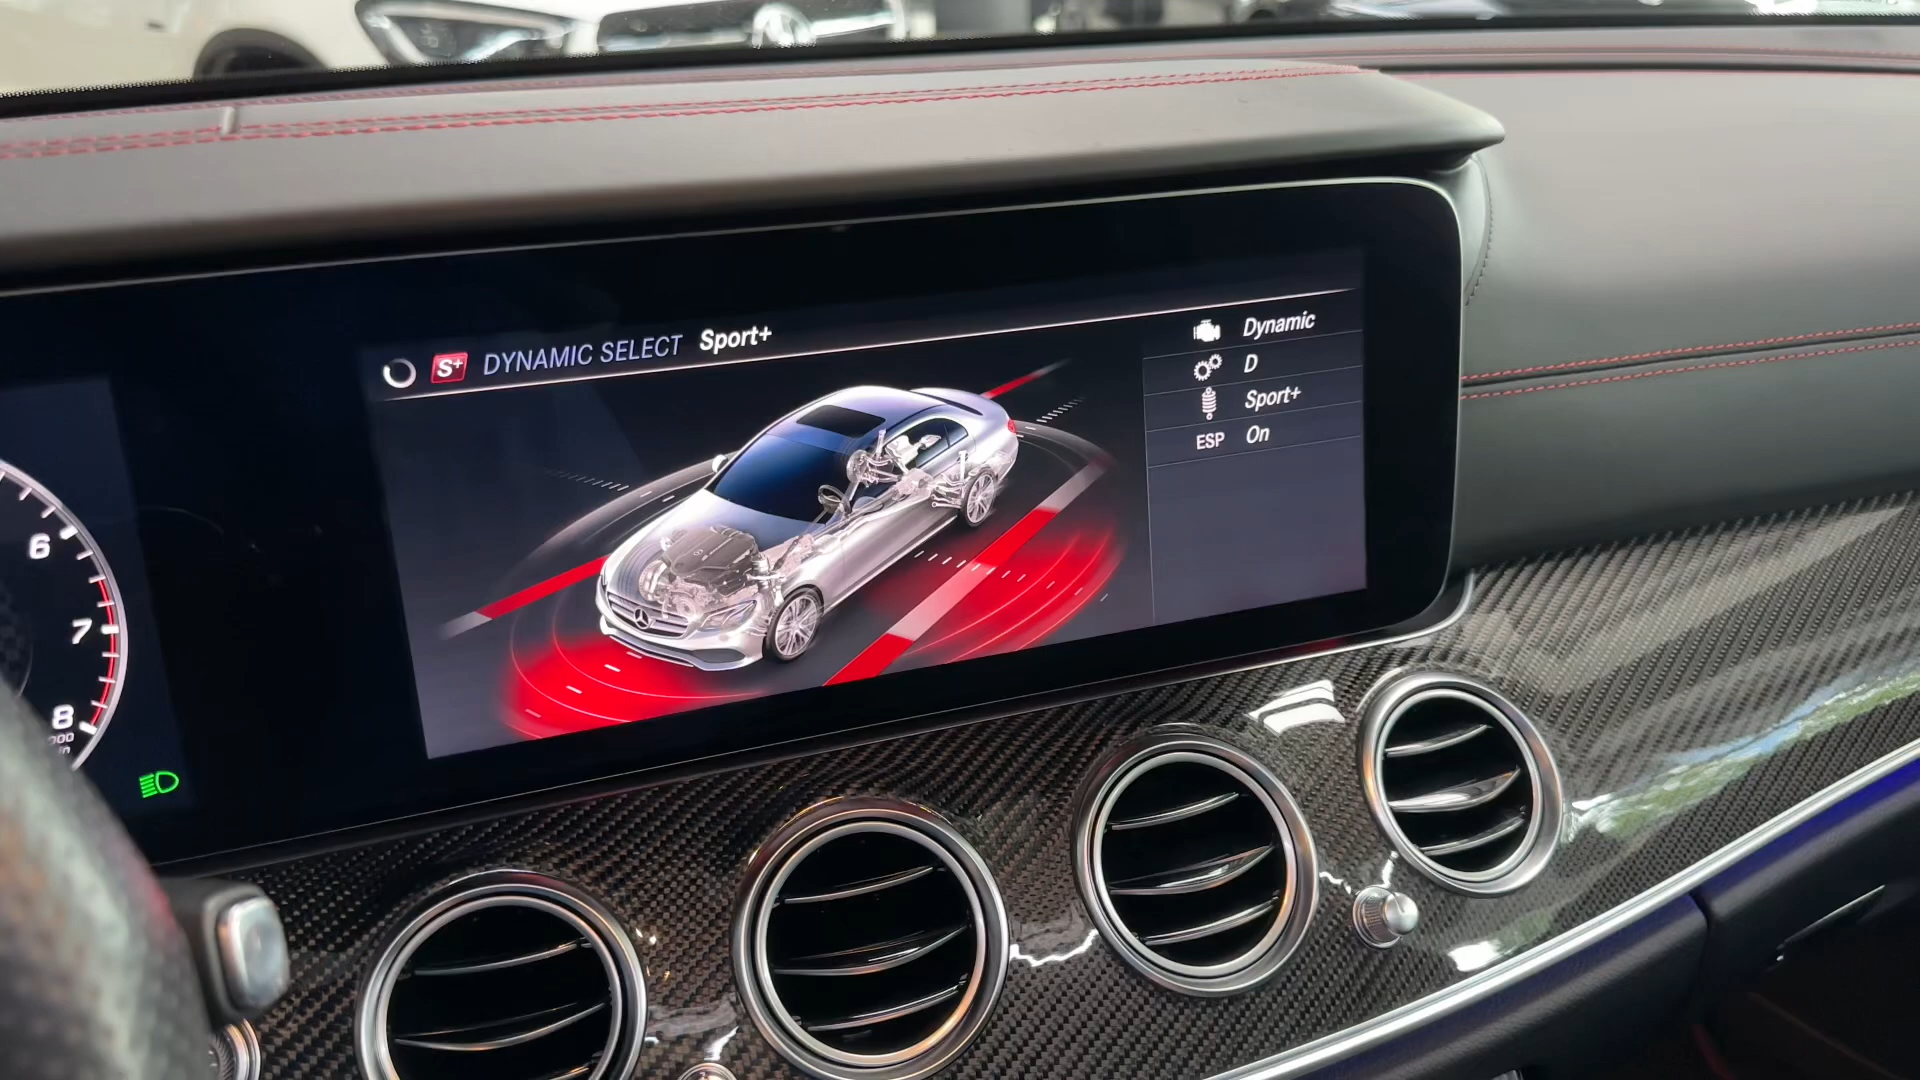 S+ DYNAMIC SELECT Sport+
Dynamic
D
Sport+
ESP On
6
7
8